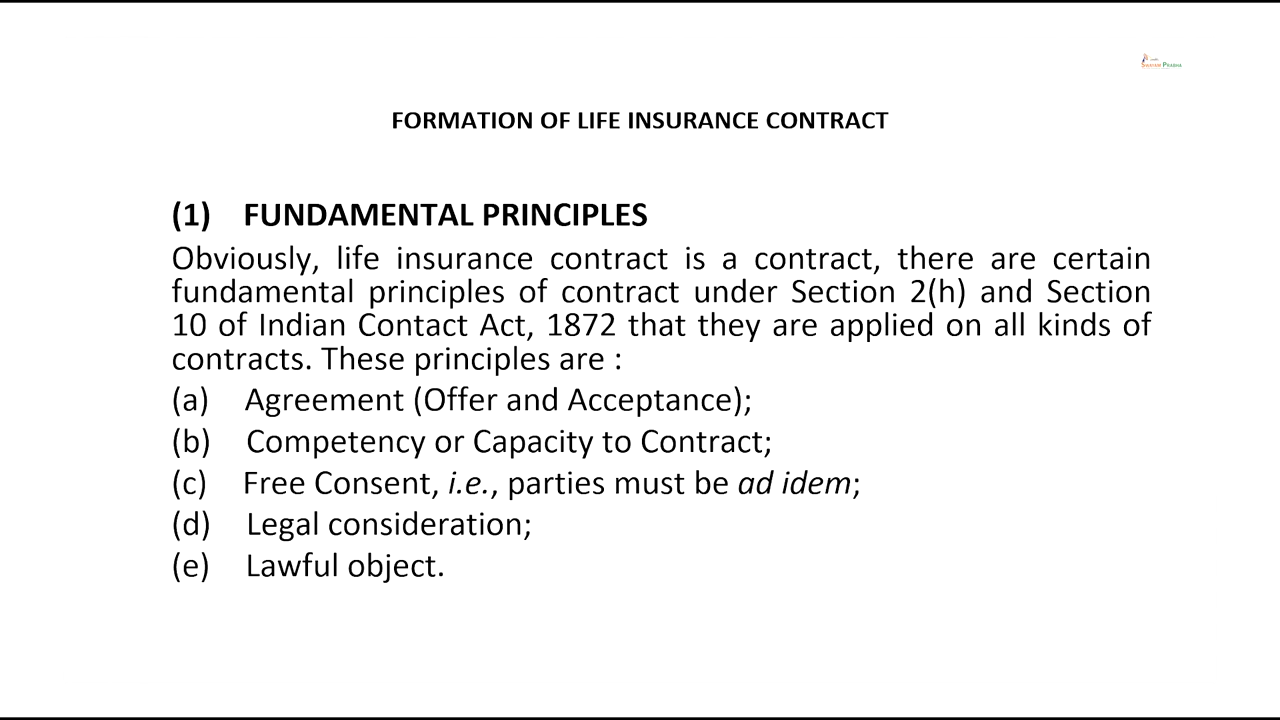 SWAYAM PRABHA
FORMATION OF LIFE INSURANCE CONTRACT
(1) FUNDAMENTAL PRINCIPLES
Obviously, life insurance contract is a contract, there are certain
fundamental principles of contract under Section 2(h) and Section
10 of Indian Contact Act, 1872 that they are applied on all kinds of
contracts. These principles are :
(a) Agreement (Offer and Acceptance);
(b) Competency or Capacity to Contract;
(c) Free Consent, i.e., parties must be ad idem;
(d) Legal consideration;
(e) Lawful object.